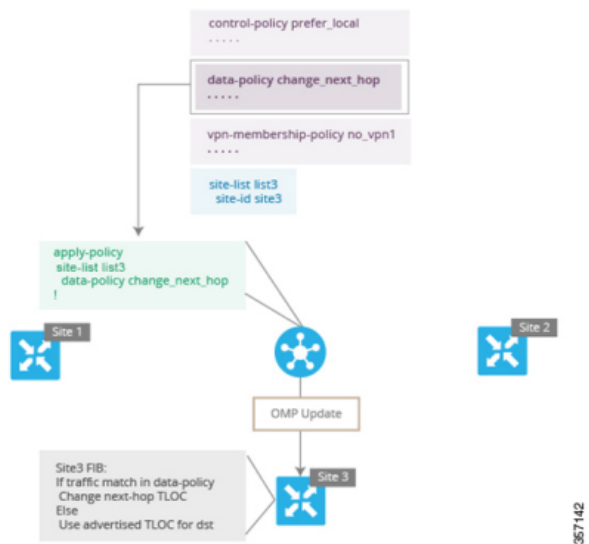 control-policy prefer_local
. . . . .
data-policy change_next_hop
. . . . .
vpn-membership-policy no_vpn1
. . . . .
site-list list3
site-id site3
apply-policy
site-list list3
data-policy change_next_hop
!
Site 1
Site 2
OMP Update
Site3 FIB:
If traffic match in data-policy
Change next-hop TLOC
Else
Use advertised TLOC for dst
Site 3
357142